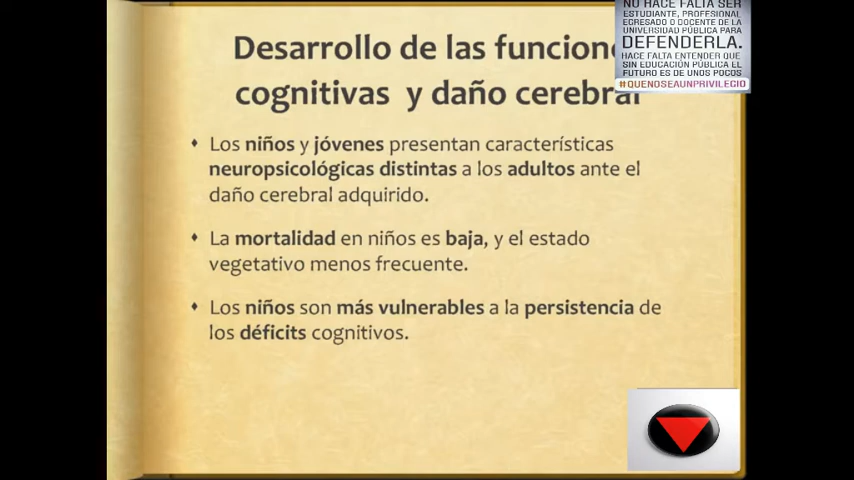 Desarrollo de las funciones
cognitivas y daño cerebral
Los niños y jóvenes presentan características
neuropsicológicas distintas a los adultos ante el
daño cerebral adquirido.
La mortalidad en niños es baja, y el estado
vegetativo menos frecuente.
Los niños son más vulnerables a la persistencia de
los déficits cognitivos.
NO HACE FALTA SER
ESTUDIANTE, PROFESIONAL
EGRESADO O DOCENTE DE LA
UNIVERSIDAD PÚBLICA PARA
DEFENDERLA.
HACE FALTA ENTENDER QUE
SIN EDUCACIÓN PÚBLICA EL
FUTURO ES DE UNOS POCOS
#QUENOSEAUNPRIVILEGIO